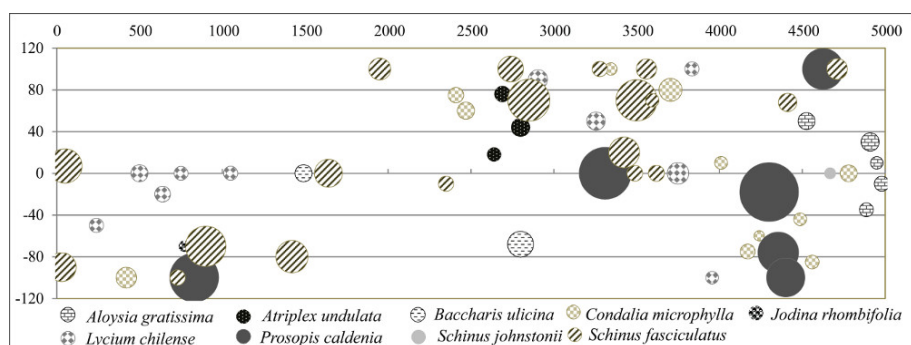 0 500 1000 1500 2000 2500 3000 3500 4000 4500 5000
120
80
40
0
-40
-80
-120
Aloysia gratissima Atriplex undulata Baccharis ulicina Condalia microphylla Jodina rhombifolia
Lycium chilense Prosopis caldenia Schinus johnstonii Schinus fasciculatus